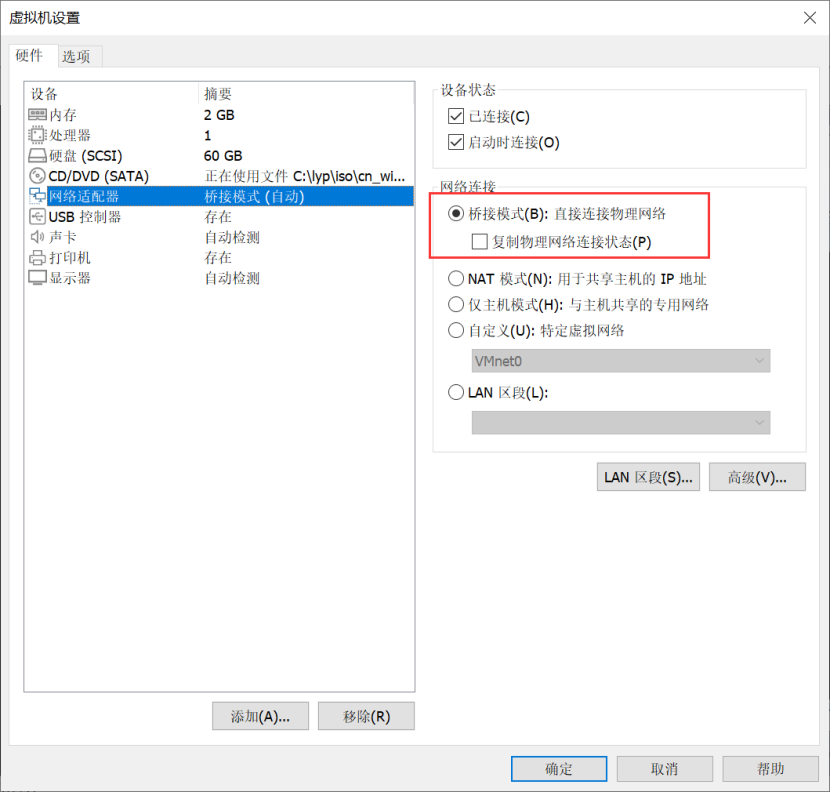 虚拟机设置
硬件 选项
设备 摘要
内存 2 GB
处理器 1
硬盘 (SCSI) 60 GB
CD/DVD (SATA) 正在使用文件 C:\lyp\iso\cn_wi...
网络适配器 桥接模式 (自动)
USB 控制器 存在
声卡 自动检测
打印机 存在
显示器 自动检测
添加(A)... 移除(R)
设备状态
已连接(C)
启动时连接(O)
网络连接
桥接模式(B): 直接连接物理网络
复制物理网络连接状态(P)
NAT 模式(N): 用于共享主机的 IP 地址
仅主机模式(H): 与主机共享的专用网络
自定义(U): 特定虚拟网络
VMnet0
LAN 区段(L):
LAN 区段(S)... 高级(V)...
确定 取消 帮助